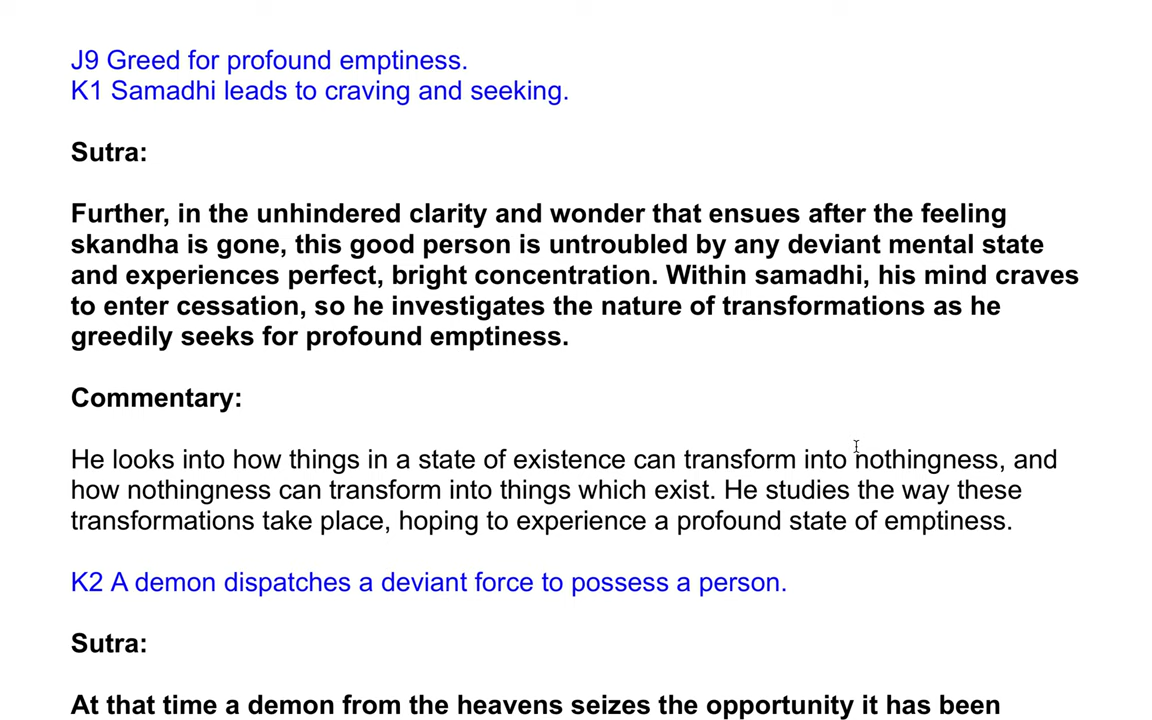 J9 Greed for profound emptiness.
K1 Samadhi leads to craving and seeking.
Sutra:
Further, in the unhindered clarity and wonder that ensues after the feeling
skandha is gone, this good person is untroubled by any deviant mental state
and experiences perfect, bright concentration. Within samadhi, his mind craves
to enter cessation, so he investigates the nature of transformations as he
greedily seeks for profound emptiness.
Commentary:
He looks into how things in a state of existence can transform into nothingness, and
how nothingness can transform into things which exist. He studies the way these
transformations take place, hoping to experience a profound state of emptiness.
K2 A demon dispatches a deviant force to possess a person.
Sutra:
At that time a demon from the heavens seizes the opportunity it has been